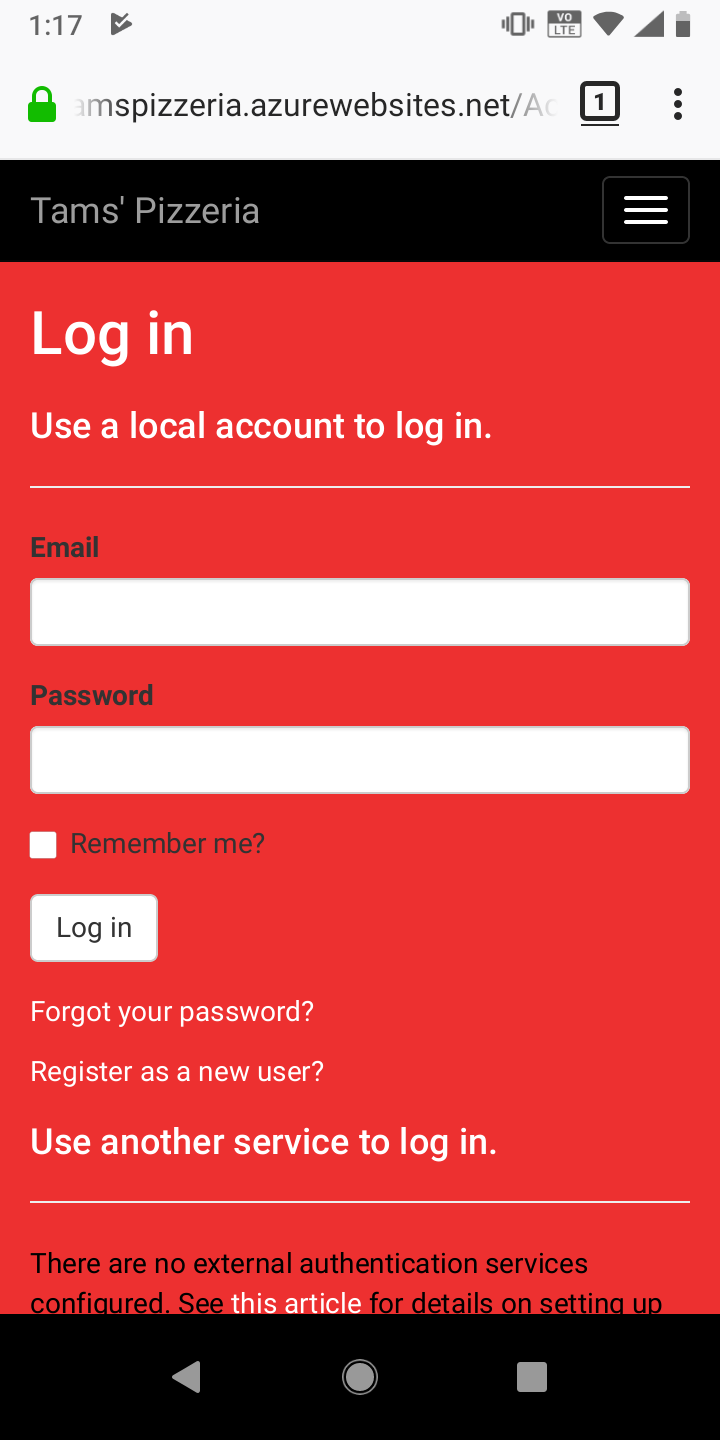 1:17
VO
LTE
amspizzeria.azurewebsites.net/Ac
1
Tams' Pizzeria
Log in
Use a local account to log in.
Email
Password
Remember me?
Log in
Forgot your password?
Register as a new user?
Use another service to log in.
There are no external authentication services
configured. See this article for details on setting up